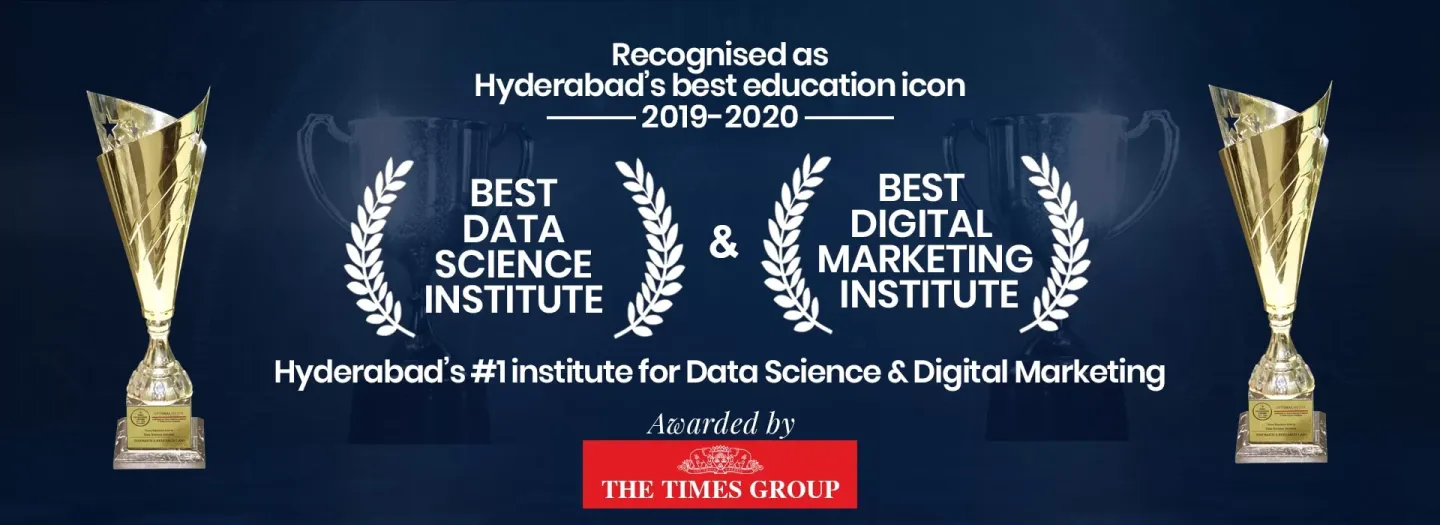 Recognised as
Hyderabad's best education icon
2019-2020
BEST
DATA
SCIENCE
INSTITUTE
&
BEST
DIGITAL
MARKETING
INSTITUTE
Hyderabad's #1 institute for Data Science & Digital Marketing
Awarded by
THE TIMES GROUP